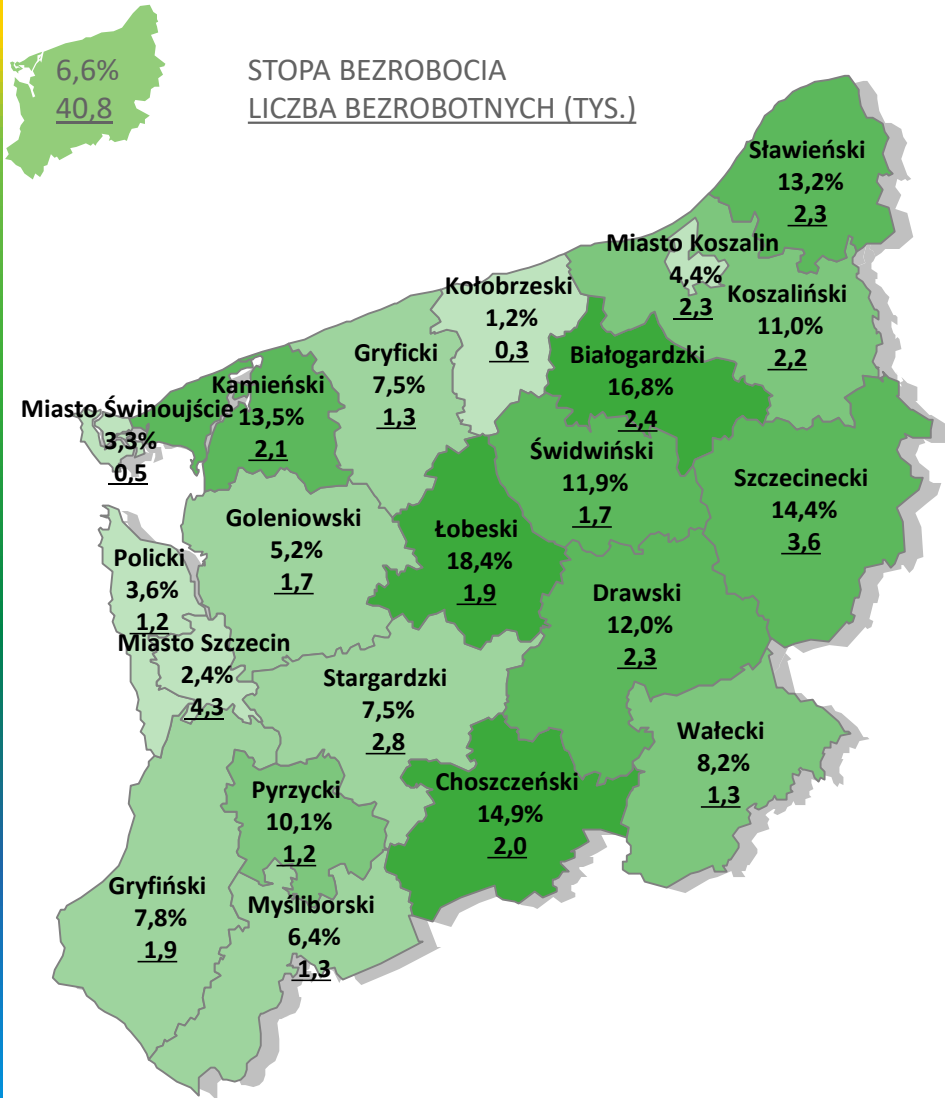 6,6%
40,8
STOPA BEZROBOCIA
LICZBA BEZROBOTNYCH (TYS.)
Sławieński
13,2%
2,3
Miasto Koszalin
4,4%
2,3
Koszaliński
11,0%
2,2
Kołobrzeski
1,2%
0,3
Białogardzki
16,8%
2,4
Gryficki
7,5%
1,3
Kamieński
13,5%
2,1
Miasto Świnoujście
3,3%
0,5
Świdwiński
11,9%
1,7
Szczecinecki
14,4%
3,6
Goleniowski
5,2%
1,7
Łobeski
18,4%
1,9
Policki
3,6%
1,2
Drawski
12,0%
2,3
Miasto Szczecin
2,4%
4,3
Stargardzki
7,5%
2,8
Wałecki
8,2%
1,3
Pyrzycki
10,1%
1,2
Choszczeński
14,9%
2,0
Gryfiński
7,8%
1,9
Myśliborski
6,4%
1,3